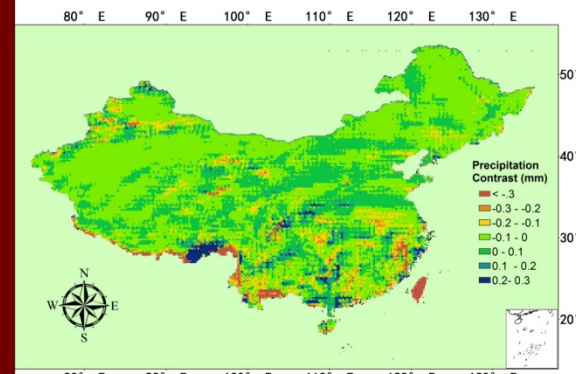 80° E 90° E 100° E 110° E 120° E 130° E
50°
40°
30°
20°
Precipitation
Contrast (mm)
< -.3
-0.3 - -0.2
-0.2 - -0.1
-0.1 - 0
0 - 0.1
0.1 - 0.2
0.2- 0.3
N
W E
S